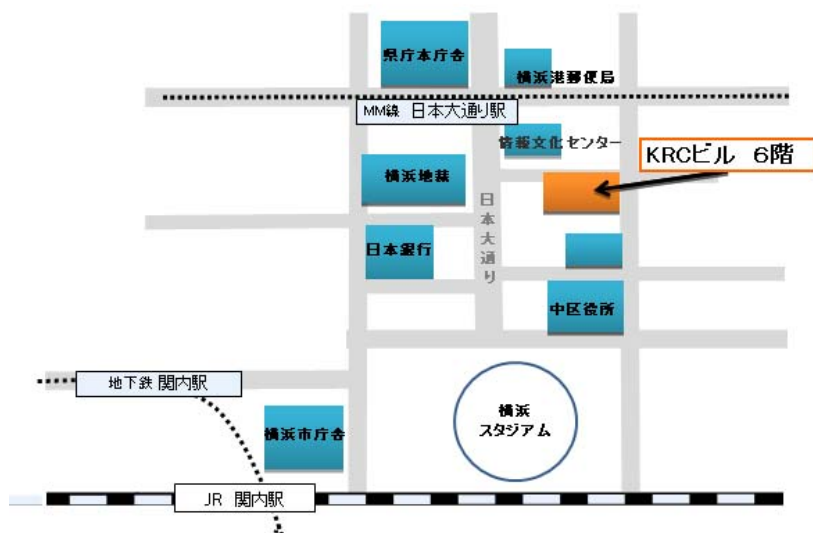 県庁本庁舎
横浜港郵便局
MM線 日本大通り駅
情報文化センター
KRCビル 6階
横浜地裁
日本大通り
日本銀行
中区役所
地下鉄 関内駅
横浜市庁舎
横浜
スタジアム
JR 関内駅